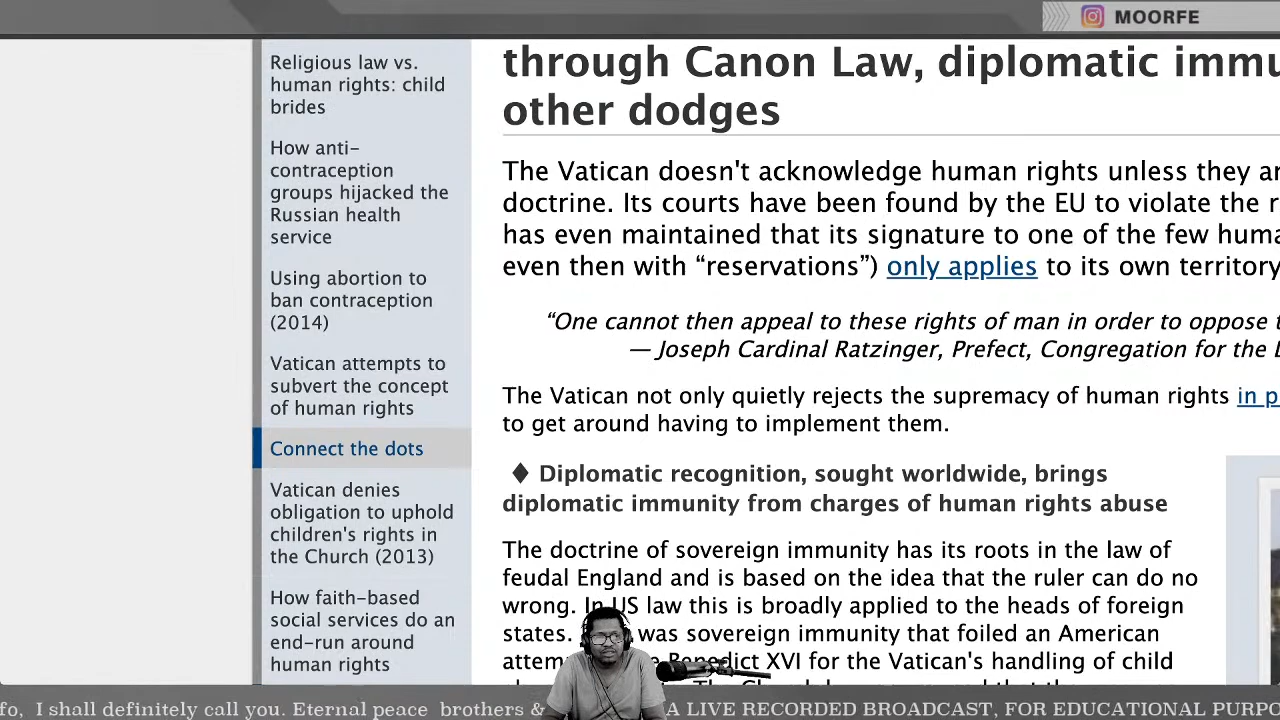 MOORFE
Religious law vs.
human rights: child
brides
How anti-
contraception
groups hijacked the
Russian health
service
Using abortion to
ban contraception
(2014)
Vatican attempts to
subvert the concept
of human rights
Connect the dots
Vatican denies
obligation to uphold
children's rights in
the Church (2013)
How faith-based
social services do an
end-run around
human rights
through Canon Law, diplomatic immu
other dodges
The Vatican doesn't acknowledge human rights unless they ar
doctrine. Its courts have been found by the EU to violate the r
has even maintained that its signature to one of the few huma
even then with “reservations”) only applies to its own territory
“One cannot then appeal to these rights of man in order to oppose t
— Joseph Cardinal Ratzinger, Prefect, Congregation for the D
The Vatican not only quietly rejects the supremacy of human rights in p
to get around having to implement them.
♦ Diplomatic recognition, sought worldwide, brings
diplomatic immunity from charges of human rights abuse
The doctrine of sovereign immunity has its roots in the law of
feudal England and is based on the idea that the ruler can do no
wrong. In US law this is broadly applied to the heads of foreign
states. was sovereign immunity that foiled an American
attem Benedict XVI for the Vatican's handling of child
fo, I shall definitely call you. Eternal peace brothers & A LIVE RECORDED BROADCAST, FOR EDUCATIONAL PURPO